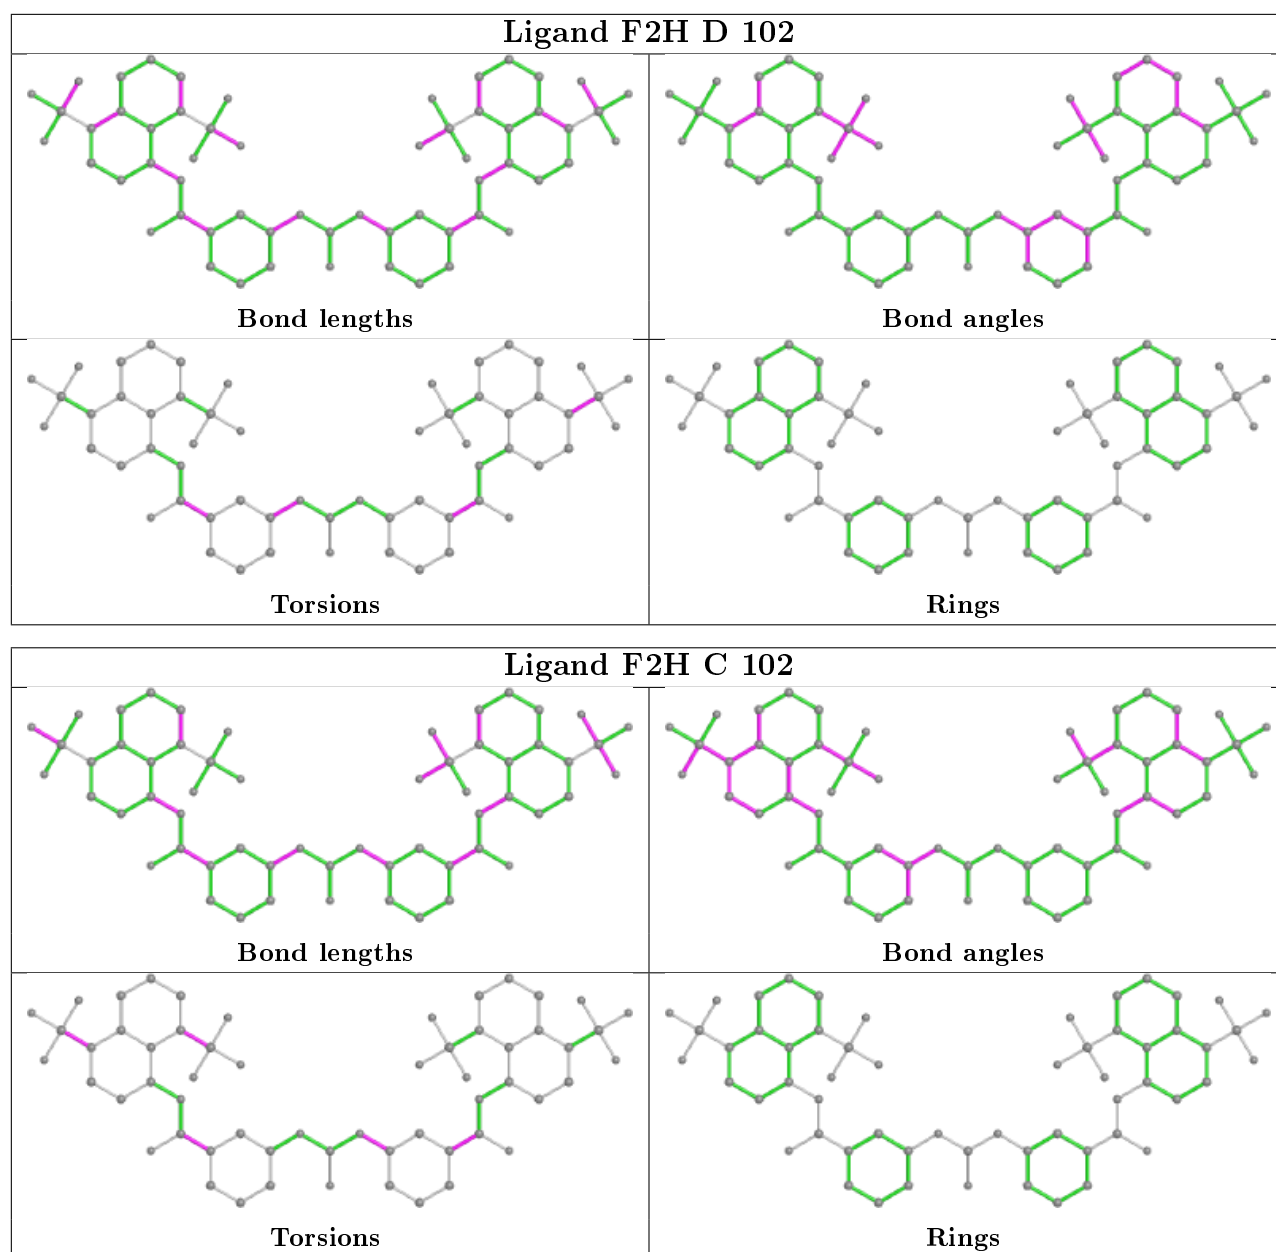 Ligand F2H D 102
Bond lengths
Bond angles
Torsions
Rings
Ligand F2H C 102
Bond lengths
Bond angles
Torsions
Rings